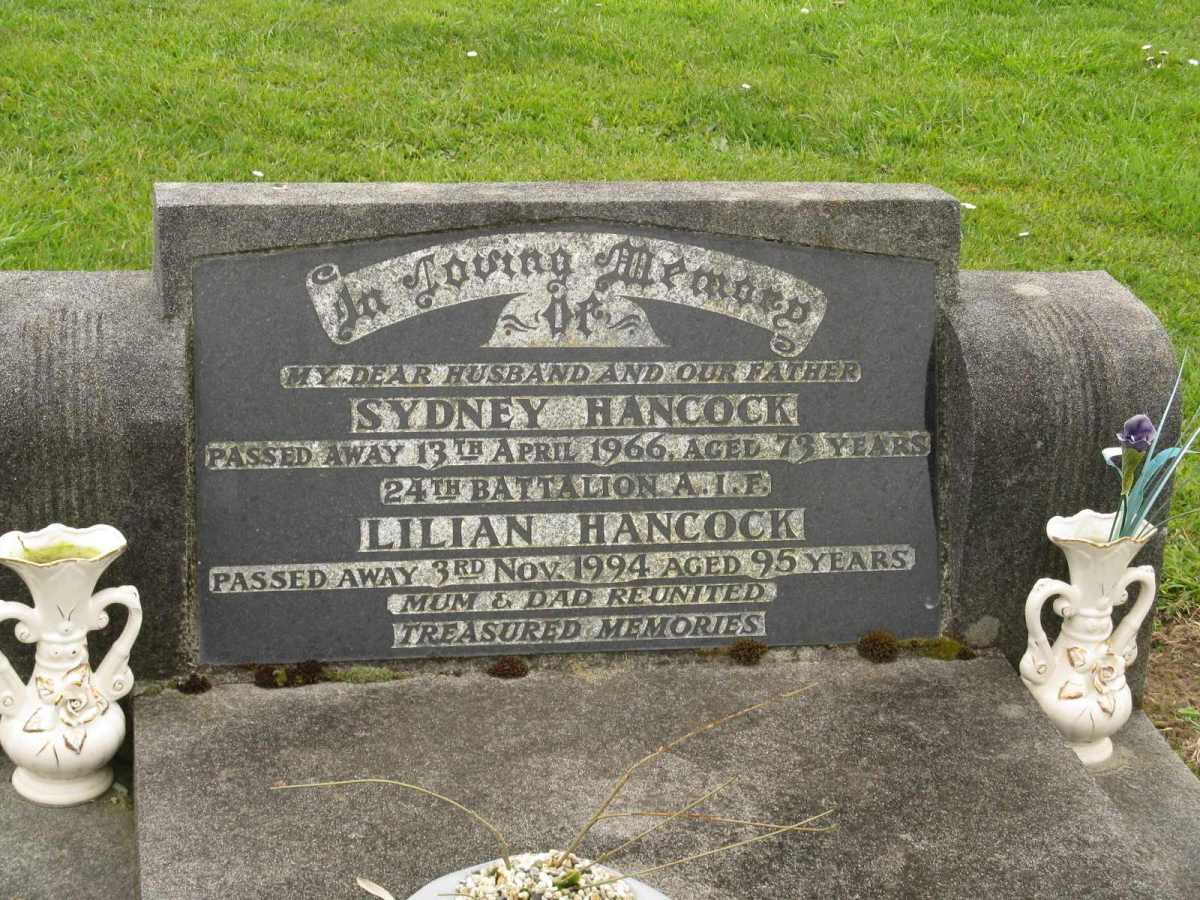 In Loving Memory
Of
MY DEAR HUSBAND AND OUR FATHER
SYDNEY HANCOCK
PASSED AWAY 13TH APRIL 1966, AGED 73 YEARS
24TH BATTALION A.I.F.
LILIAN HANCOCK
PASSED AWAY 3RD NOV. 1994 AGED 95 YEARS
MUM & DAD REUNITED
TREASURED MEMORIES